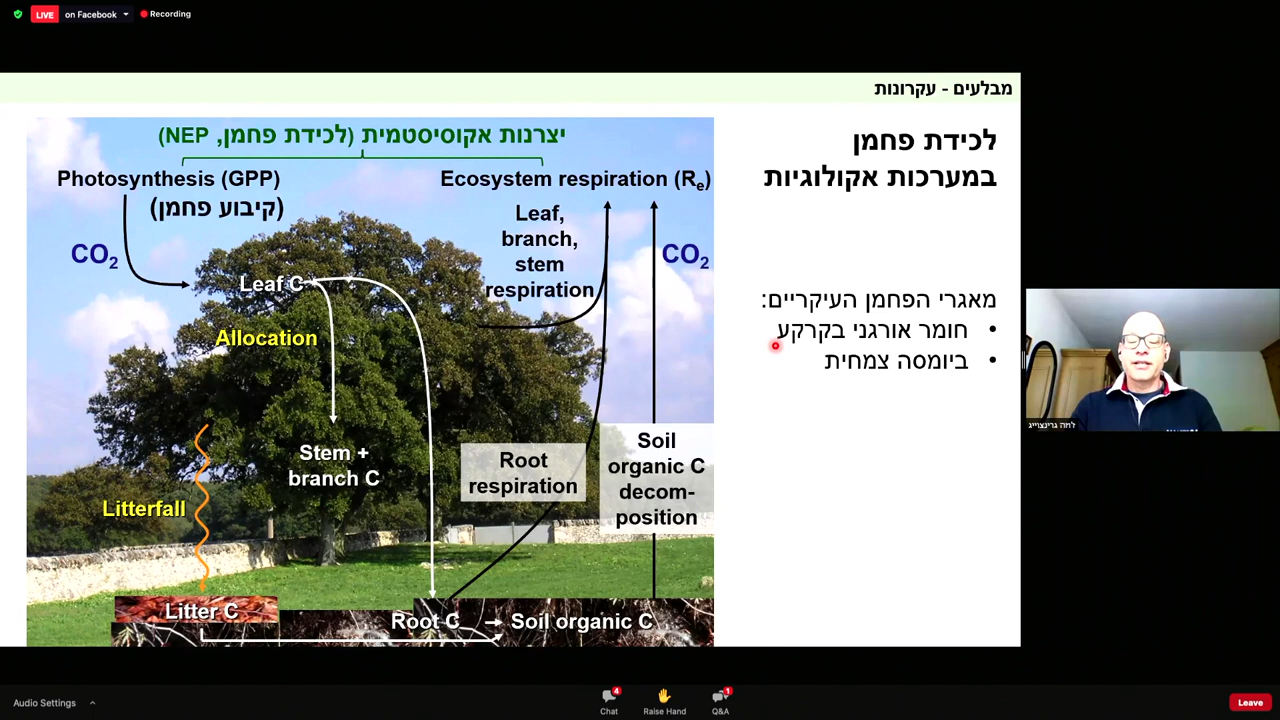 LIVE on Facebook Recording
מבלעים - עקרונות
לכידת פחמן
במערכות אקולוגיות
יצרנות אקוסיסטמית (לכידת פחמן, NEP)
Photosynthesis (GPP)
(קיבוע פחמן)
Ecosystem respiration (Re)
CO2
Leaf,
branch,
stem
respiration
CO2
Leaf C
Allocation
Stem +
branch C
Litterfall
Root
respiration
Soil
organic C
decom-
position
Litter C
Root C
Soil organic C
מאגרי הפחמן העיקריים:
• חומר אורגני בקרקע
• ביומסה צמחית
גרינצווייג
Audio Settings
4
Chat
Raise Hand
1
Q&A
Leave